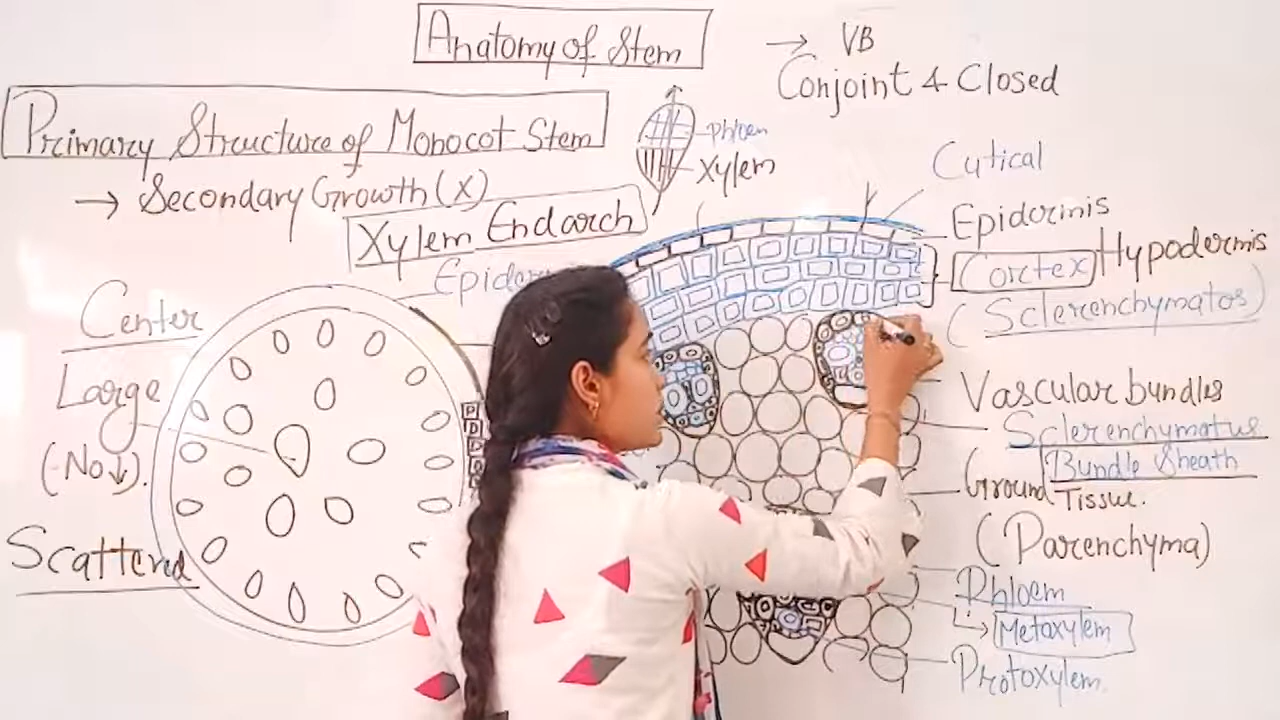 Anatomy of Stem
→ VB
Conjoint & Closed
Primary Structure of Monocot Stem
→ Secondary Growth (X)
Phloem
Xylem
Xylem Endarch
Cutical
Epidermis
Cortex Hypodermis
(Sclerenchymatos)
Center
Large
(No↓).
Scattered
Vascular bundles
Sclerenchymatus
Bundle Sheath
Ground Tissue.
(Parenchyma)
Phloem
→ Metaxylem
Protoxylem